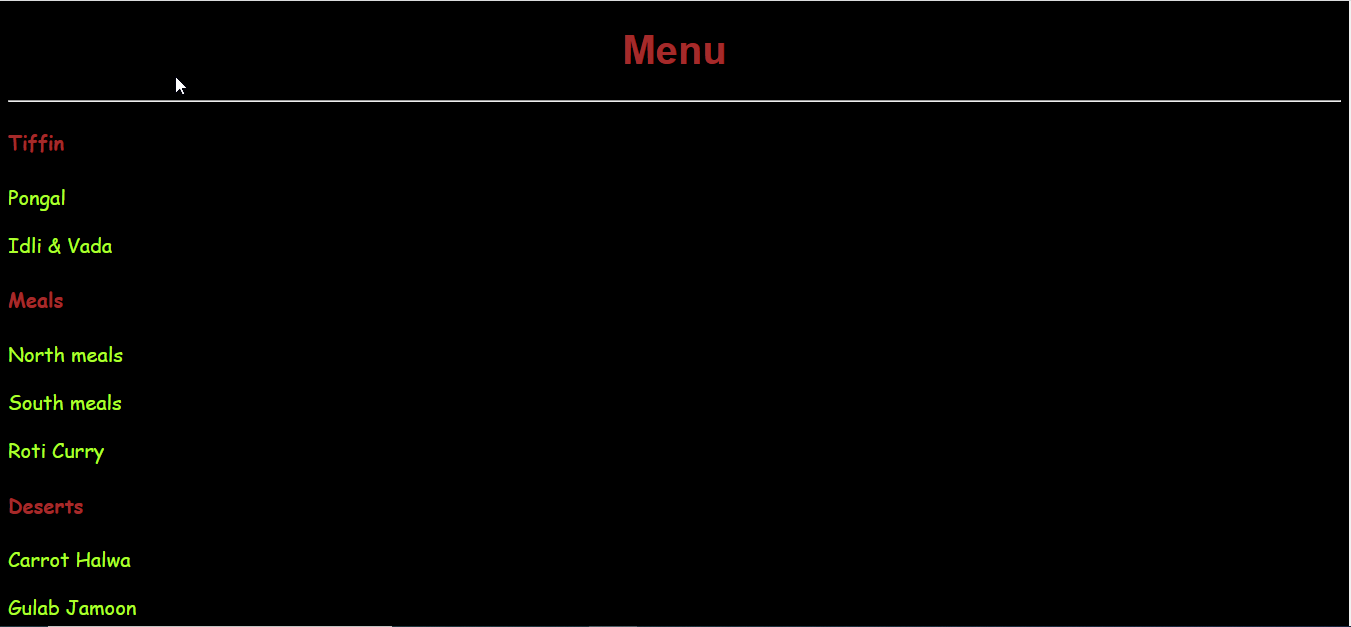 Menu
Tiffin
Pongal
Idli & Vada
Meals
North meals
South meals
Roti Curry
Deserts
Carrot Halwa
Gulab Jamoon